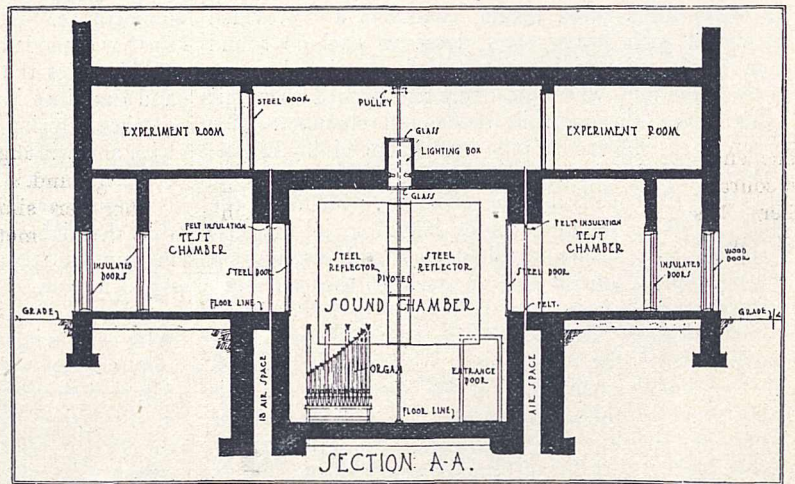 STEEL DOOR
PULLEY
GLASS
LIGHTING BOX
EXPERIMENT ROOM
EXPERIMENT ROOM
GLASS
FELT INSULATION
TEST
CHAMBER
FELT INSULATION
TEST
CHAMBER
INSULATED
DOORS
STEEL DOOR
STEEL
REFLECTOR
PIVOTED
STEEL
REFLECTOR
STEEL DOOR
INSULATED
DOORS
WOOD
DOOR
FLOOR LINE
SOUND CHAMBER
FELT.
GRADE
GRADE
ORGAN
ENTRANCE
DOOR
18 AIR SPACE
AIR SPACE
FLOOR LINE
SECTION A-A.